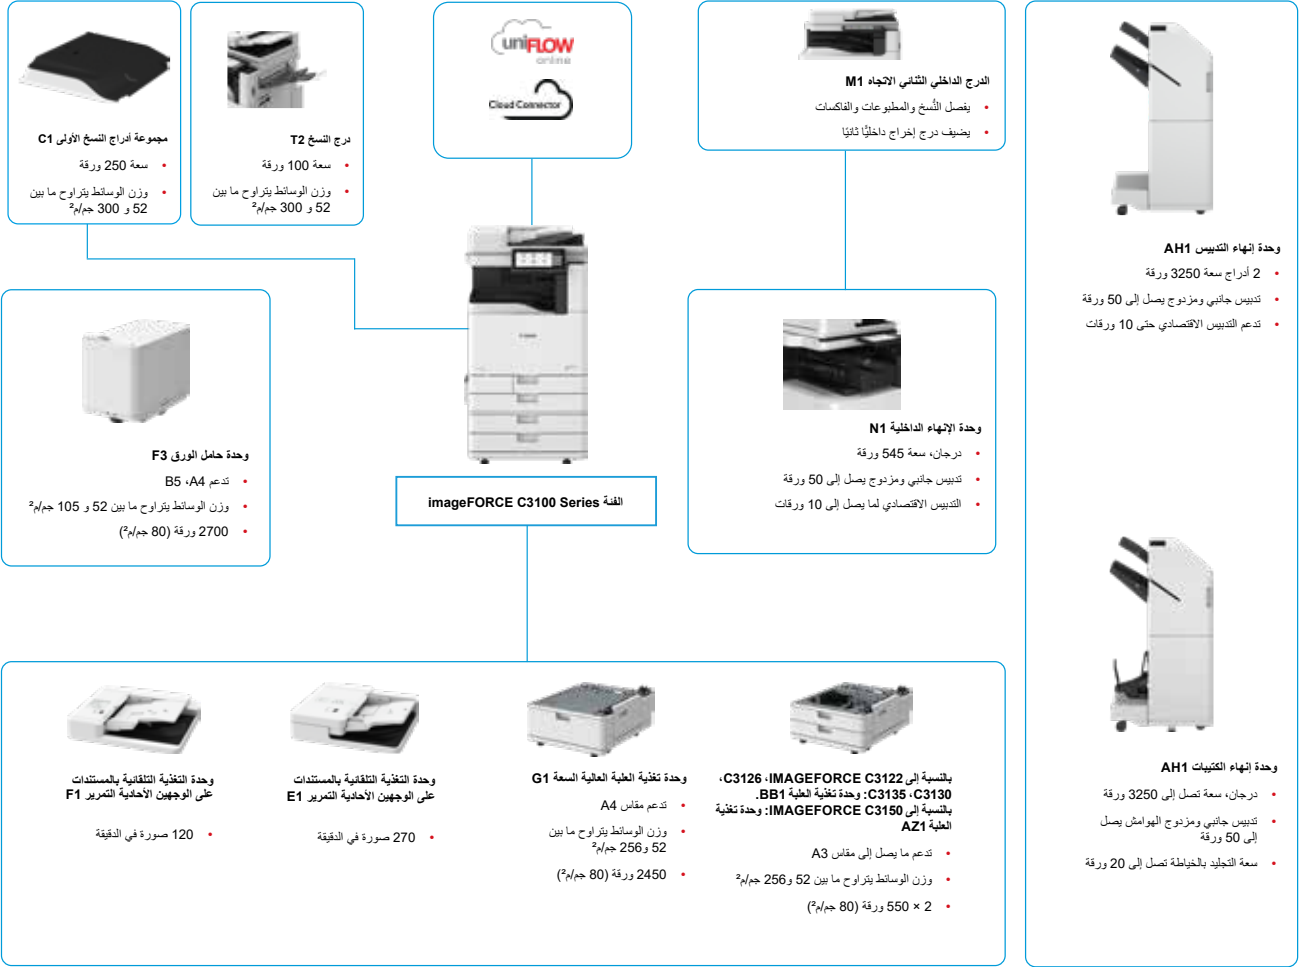 uniFLOW
online
Cloud Connector
مجموعة أدراج النسخ الأولى C1
• سعة 250 ورقة
• وزن الوسائط يتراوح ما بين
52 و 300 جم/م²
درج النسخ T2
• سعة 100 ورقة
• وزن الوسائط يتراوح ما بين
52 و 300 جم/م²
الدرج الداخلي الثنائي الاتجاه M1
• يفصل النُّسخ والمطبوعات والفاكسات
• يضيف درج إخراج داخليًّا ثانيًا
وحدة إنهاء التدبيس AH1
• 2 أدراج سعة 3250 ورقة
• تدبيس جانبي ومزدوج يصل إلى 50 ورقة
• تدعم التدبيس الاقتصادي حتى 10 ورقات
وحدة حامل الورق F3
• تدعم B5 ،A4
• وزن الوسائط يتراوح ما بين 52 و 105 جم/م²
• 2700 ورقة (80 جم/م²)
الفئة imageFORCE C3100 Series
وحدة الإنهاء الداخلية N1
• درجان، سعة 545 ورقة
• تدبيس جانبي ومزدوج يصل إلى 50 ورقة
• التدبيس الاقتصادي لما يصل إلى 10 ورقات
وحدة إنهاء الكتيبات AH1
• درجان، سعة تصل إلى 3250 ورقة
• تدبيس جانبي ومزدوج الهوامش يصل
إلى 50 ورقة
• سعة التجليد بالخياطة تصل إلى 20 ورقة
وحدة التغذية التلقائية بالمستندات
على الوجهين الأحادية التمرير F1
• 120 صورة في الدقيقة
وحدة التغذية التلقائية بالمستندات
على الوجهين الأحادية التمرير E1
• 270 صورة في الدقيقة
وحدة تغذية العلبة العالية السعة G1
• تدعم مقاس A4
• وزن الوسائط يتراوح ما بين
52 و256 جم/م²
• 2450 ورقة (80 جم/م²)
بالنسبة إلى IMAGEFORCE C3122 ،C3126،
C3130 ،C3135: وحدة تغذية العلبة BB1.
بالنسبة إلى IMAGEFORCE C3150: وحدة تغذية
العلبة AZ1
• تدعم ما يصل إلى مقاس A3
• وزن الوسائط يتراوح ما بين 52 و256 جم/م²
• 2 × 550 ورقة (80 جم/م²)